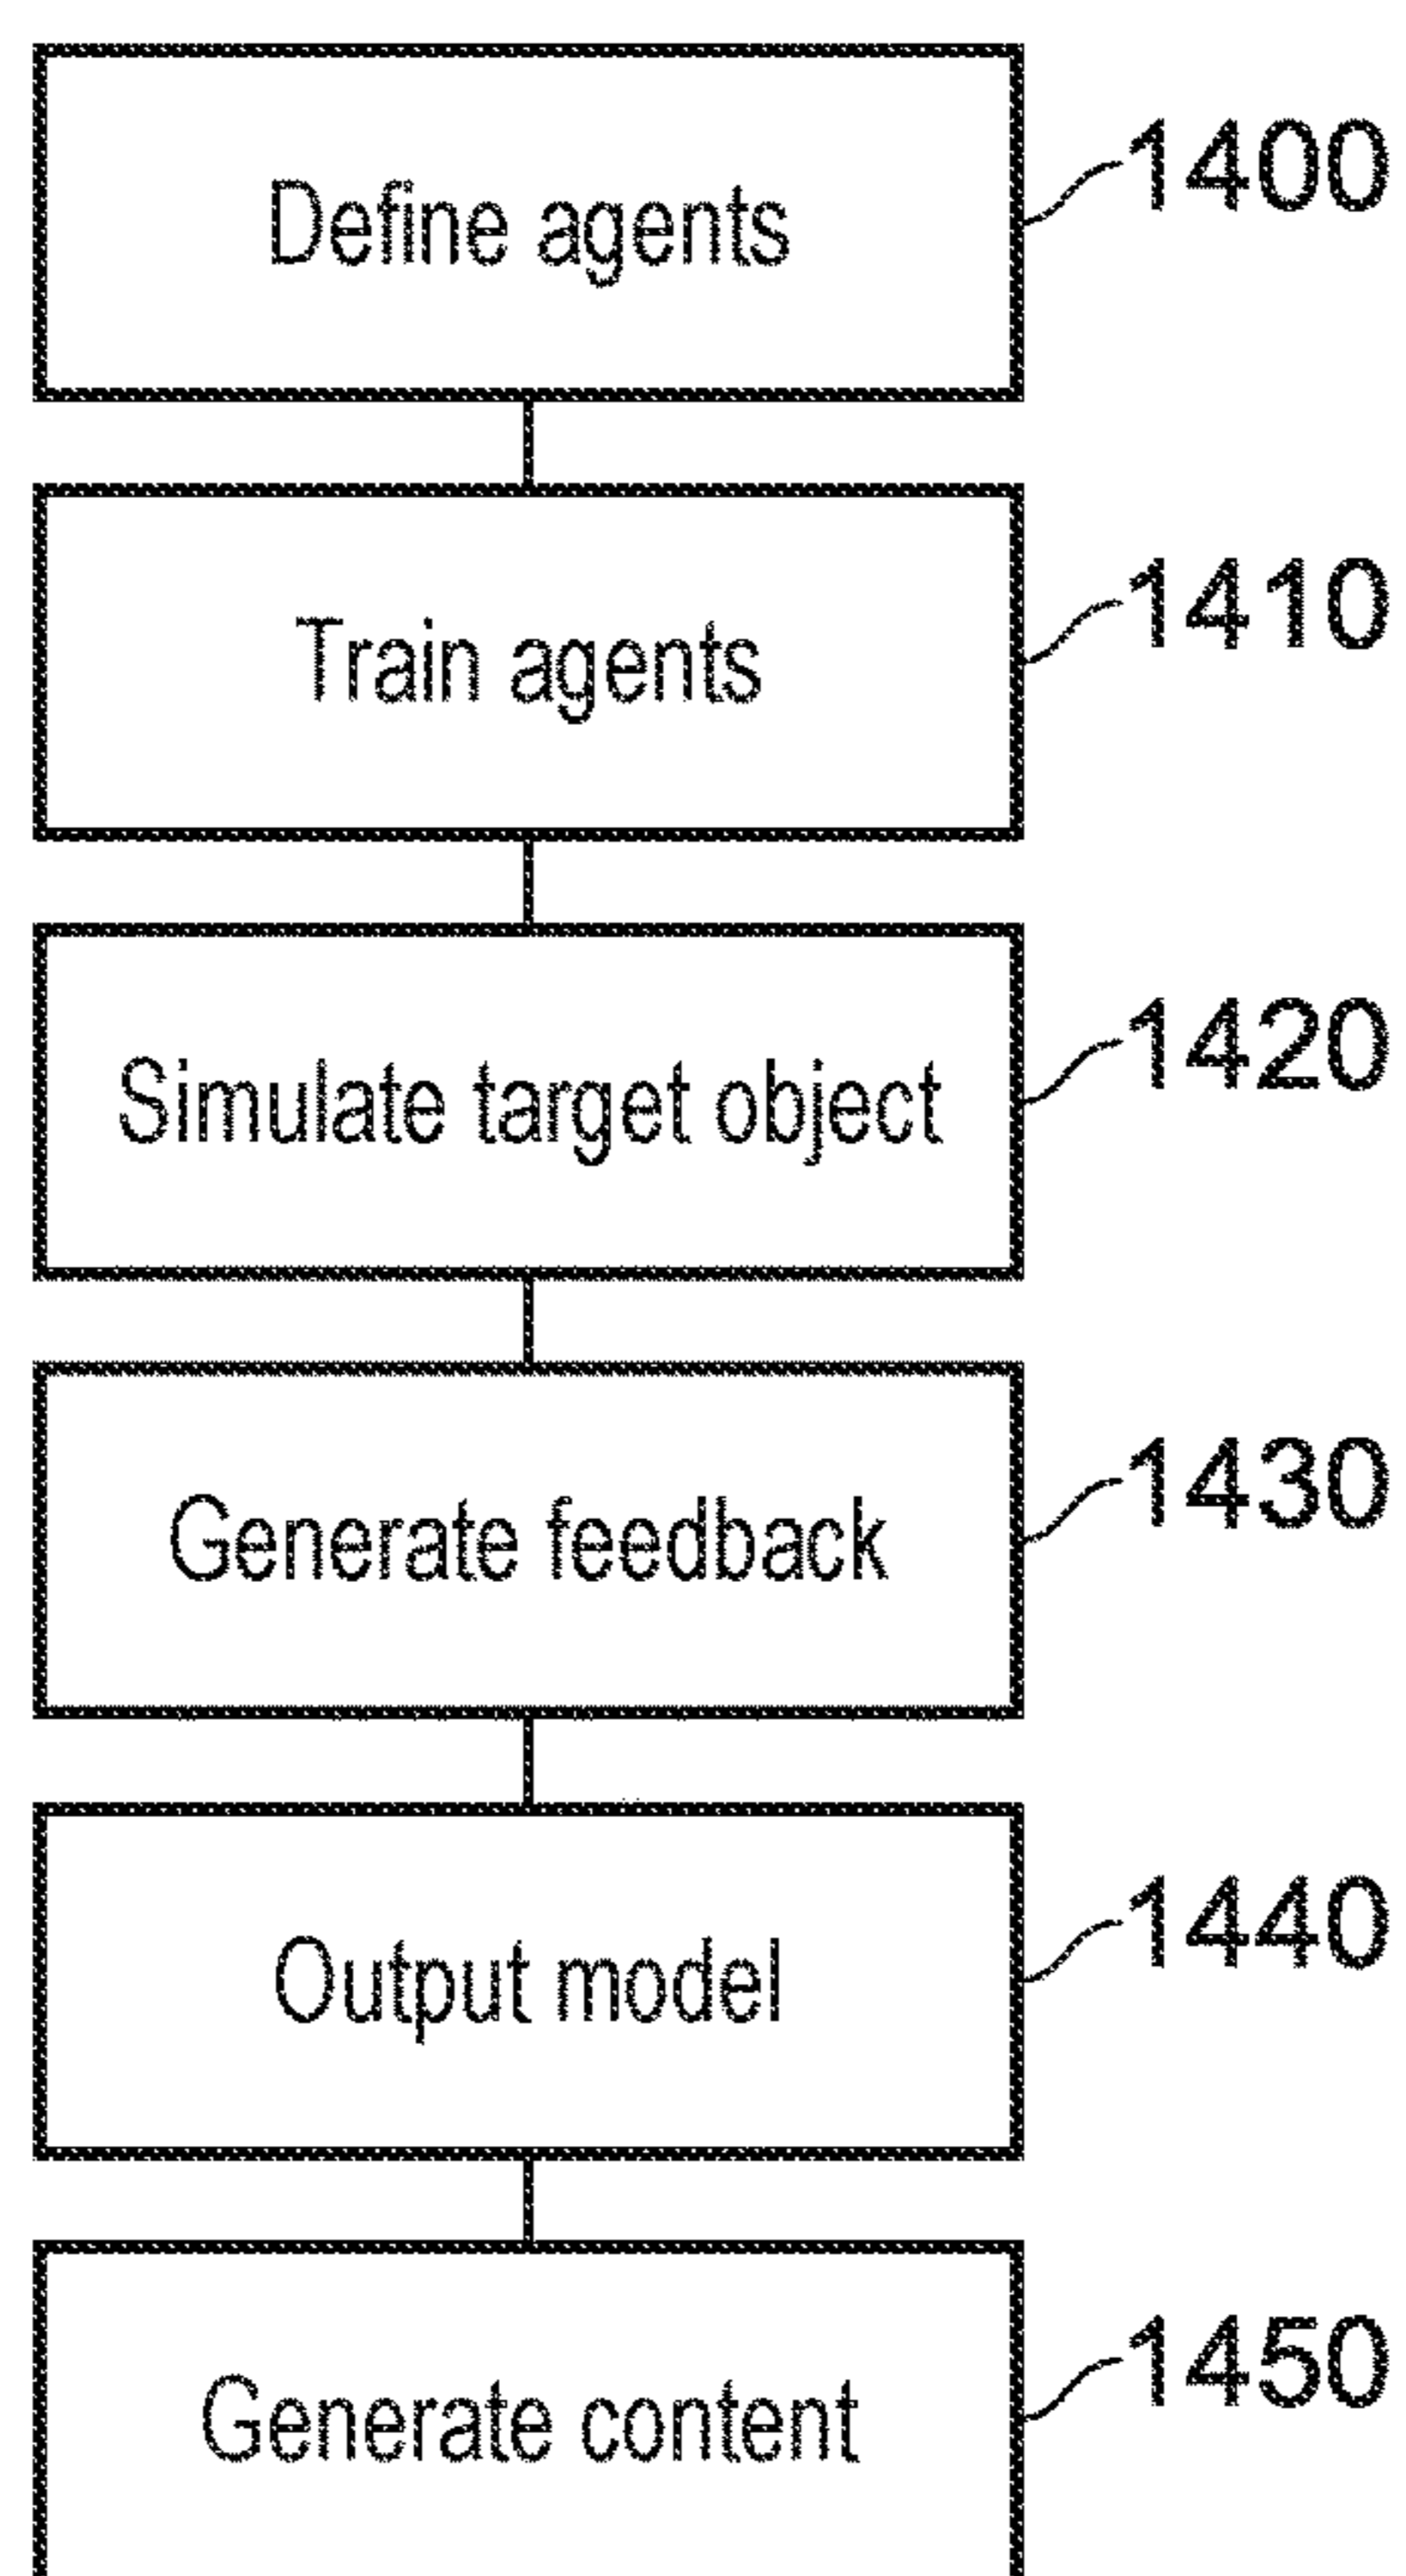 Define agents
1400
Train agents
1410
Simulate target object
1420
Generate feedback
1430
Output model
1440
Generate content
1450